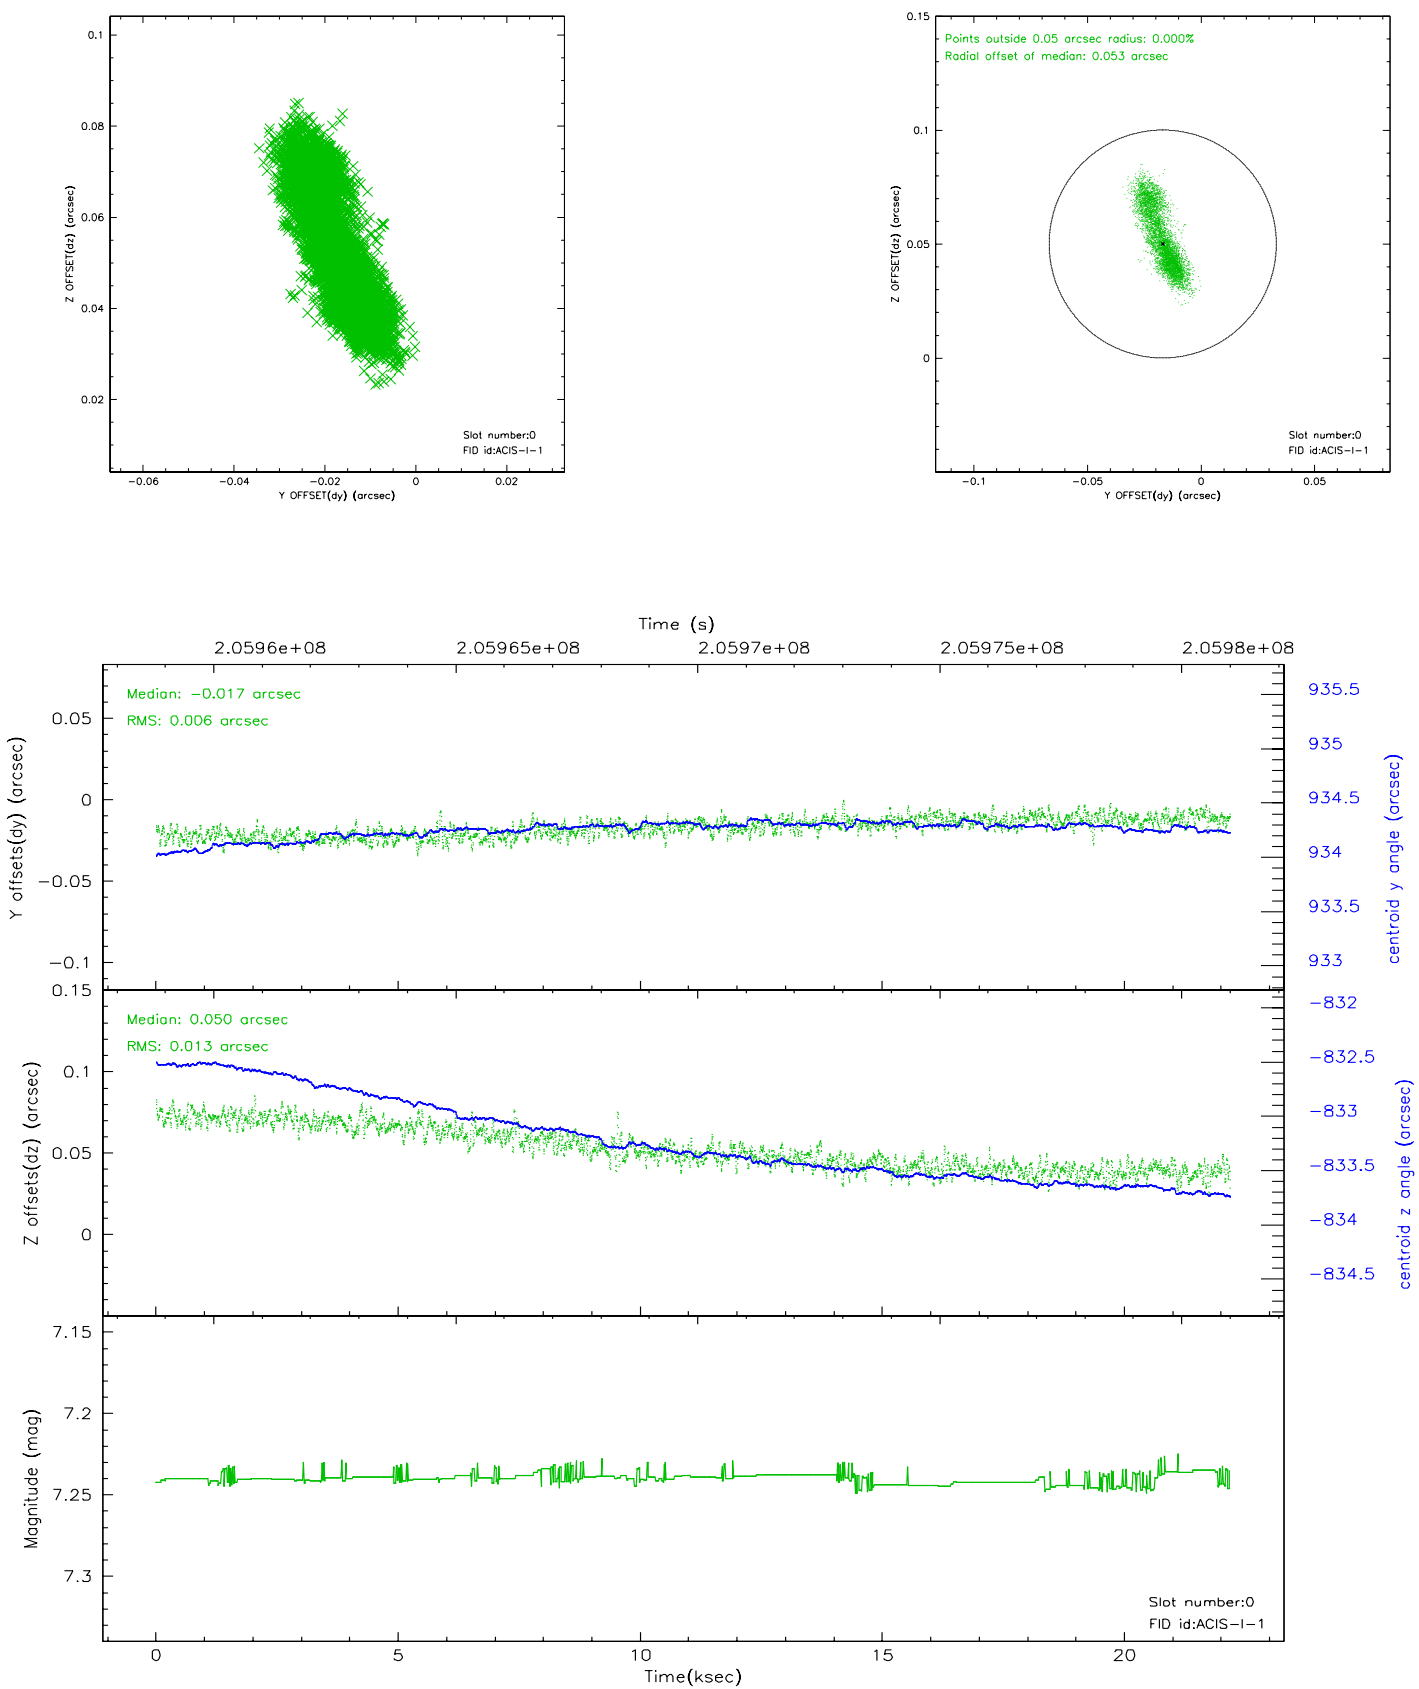 0.1
0.08
0.06
0.04
0.02
Z OFFSET(dz) (arcsec)
Slot number:0
FID id:ACIS-I-1
-0.06 -0.04 -0.02 0 0.02
Y OFFSET(dy) (arcsec)
0.15
Points outside 0.05 arcsec radius: 0.000%
Radial offset of median: 0.053 arcsec
0.1
0.05
0
Z OFFSET(dz) (arcsec)
Slot number:0
FID id:ACIS-I-1
-0.1 -0.05 0 0.05
Y OFFSET(dy) (arcsec)
Time (s)
2.0596e+08 2.05965e+08 2.0597e+08 2.05975e+08 2.0598e+08
Median: -0.017 arcsec
RMS: 0.006 arcsec
0.05
0
-0.05
-0.1
Y offsets(dy) (arcsec)
935.5
935
934.5
934
933.5
933
centroid y angle (arcsec)
0.15
Median: 0.050 arcsec
RMS: 0.013 arcsec
0.1
0.05
0
Z offsets(dz) (arcsec)
-832
-832.5
-833
-833.5
-834
-834.5
centroid z angle (arcsec)
7.15
7.2
7.25
7.3
Magnitude (mag)
Slot number:0
FID id:ACIS-I-1
0 5 10 15 20
Time(ksec)